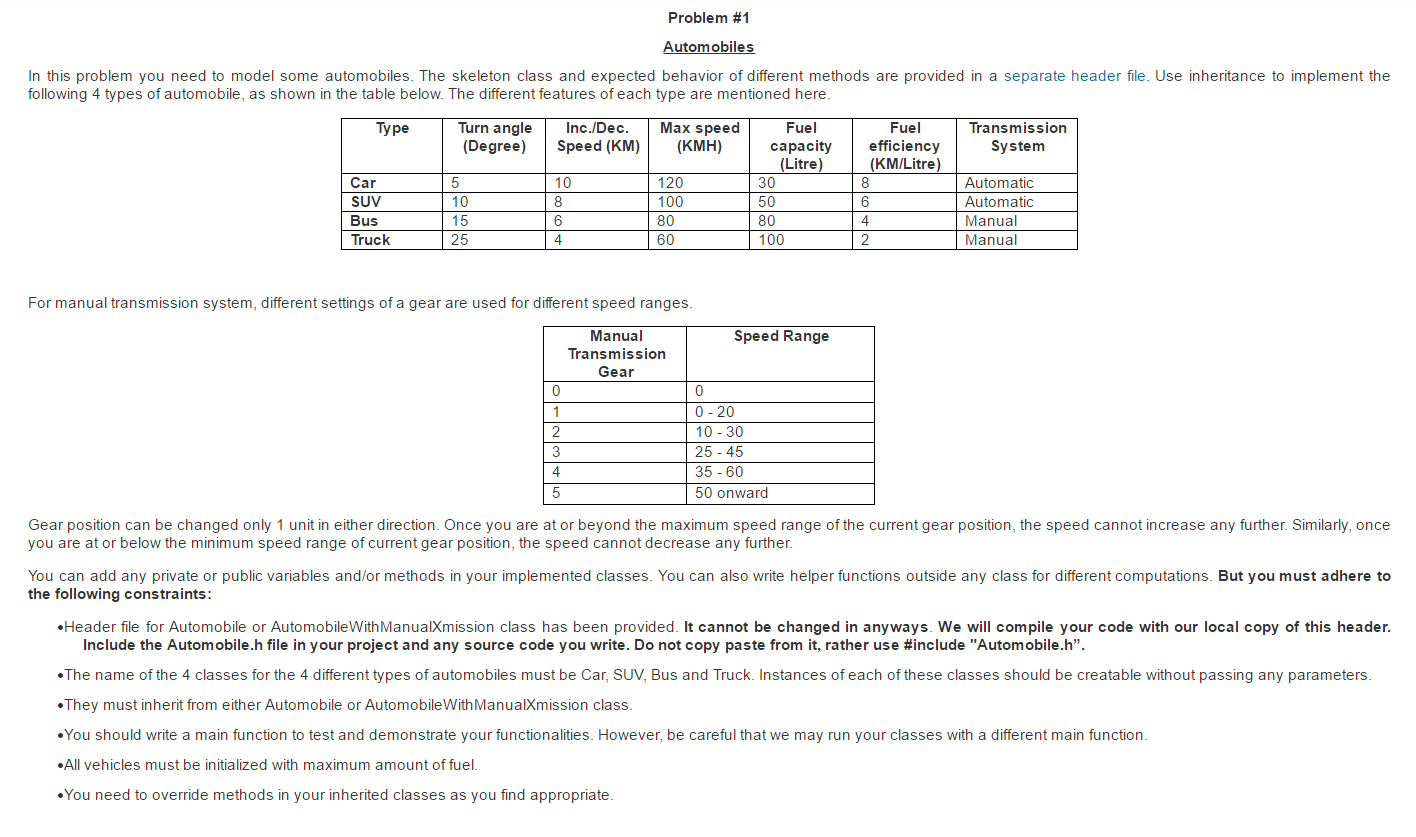 Problem #1
Automobiles
In this problem you need to model some automobiles. The skeleton class and expected behavior of different methods are provided in a separate header file. Use inheritance to implement the
following 4 types of automobile, as shown in the table below. The different features of each type are mentioned here.
Type Turn angle (Degree) Inc./Dec. Speed (KM) Max speed (KMH) Fuel capacity (Litre) Fuel efficiency (KM/Litre) Transmission System
Car 5 10 120 30 8 Automatic
SUV 10 8 100 50 6 Automatic
Bus 15 6 80 80 4 Manual
Truck 25 4 60 100 2 Manual
For manual transmission system, different settings of a gear are used for different speed ranges.
Manual Transmission Gear Speed Range
0 0
1 0 - 20
2 10 - 30
3 25 - 45
4 35 - 60
5 50 onward
Gear position can be changed only 1 unit in either direction. Once you are at or beyond the maximum speed range of the current gear position, the speed cannot increase any further. Similarly, once
you are at or below the minimum speed range of current gear position, the speed cannot decrease any further.
You can add any private or public variables and/or methods in your implemented classes. You can also write helper functions outside any class for different computations. But you must adhere to
the following constraints:
•Header file for Automobile or AutomobileWithManualXmission class has been provided. It cannot be changed in anyways. We will compile your code with our local copy of this header.
Include the Automobile.h file in your project and any source code you write. Do not copy paste from it, rather use #include "Automobile.h”.
•The name of the 4 classes for the 4 different types of automobiles must be Car, SUV, Bus and Truck. Instances of each of these classes should be creatable without passing any parameters.
•They must inherit from either Automobile or AutomobileWithManualXmission class.
•You should write a main function to test and demonstrate your functionalities. However, be careful that we may run your classes with a different main function.
•All vehicles must be initialized with maximum amount of fuel.
•You need to override methods in your inherited classes as you find appropriate.